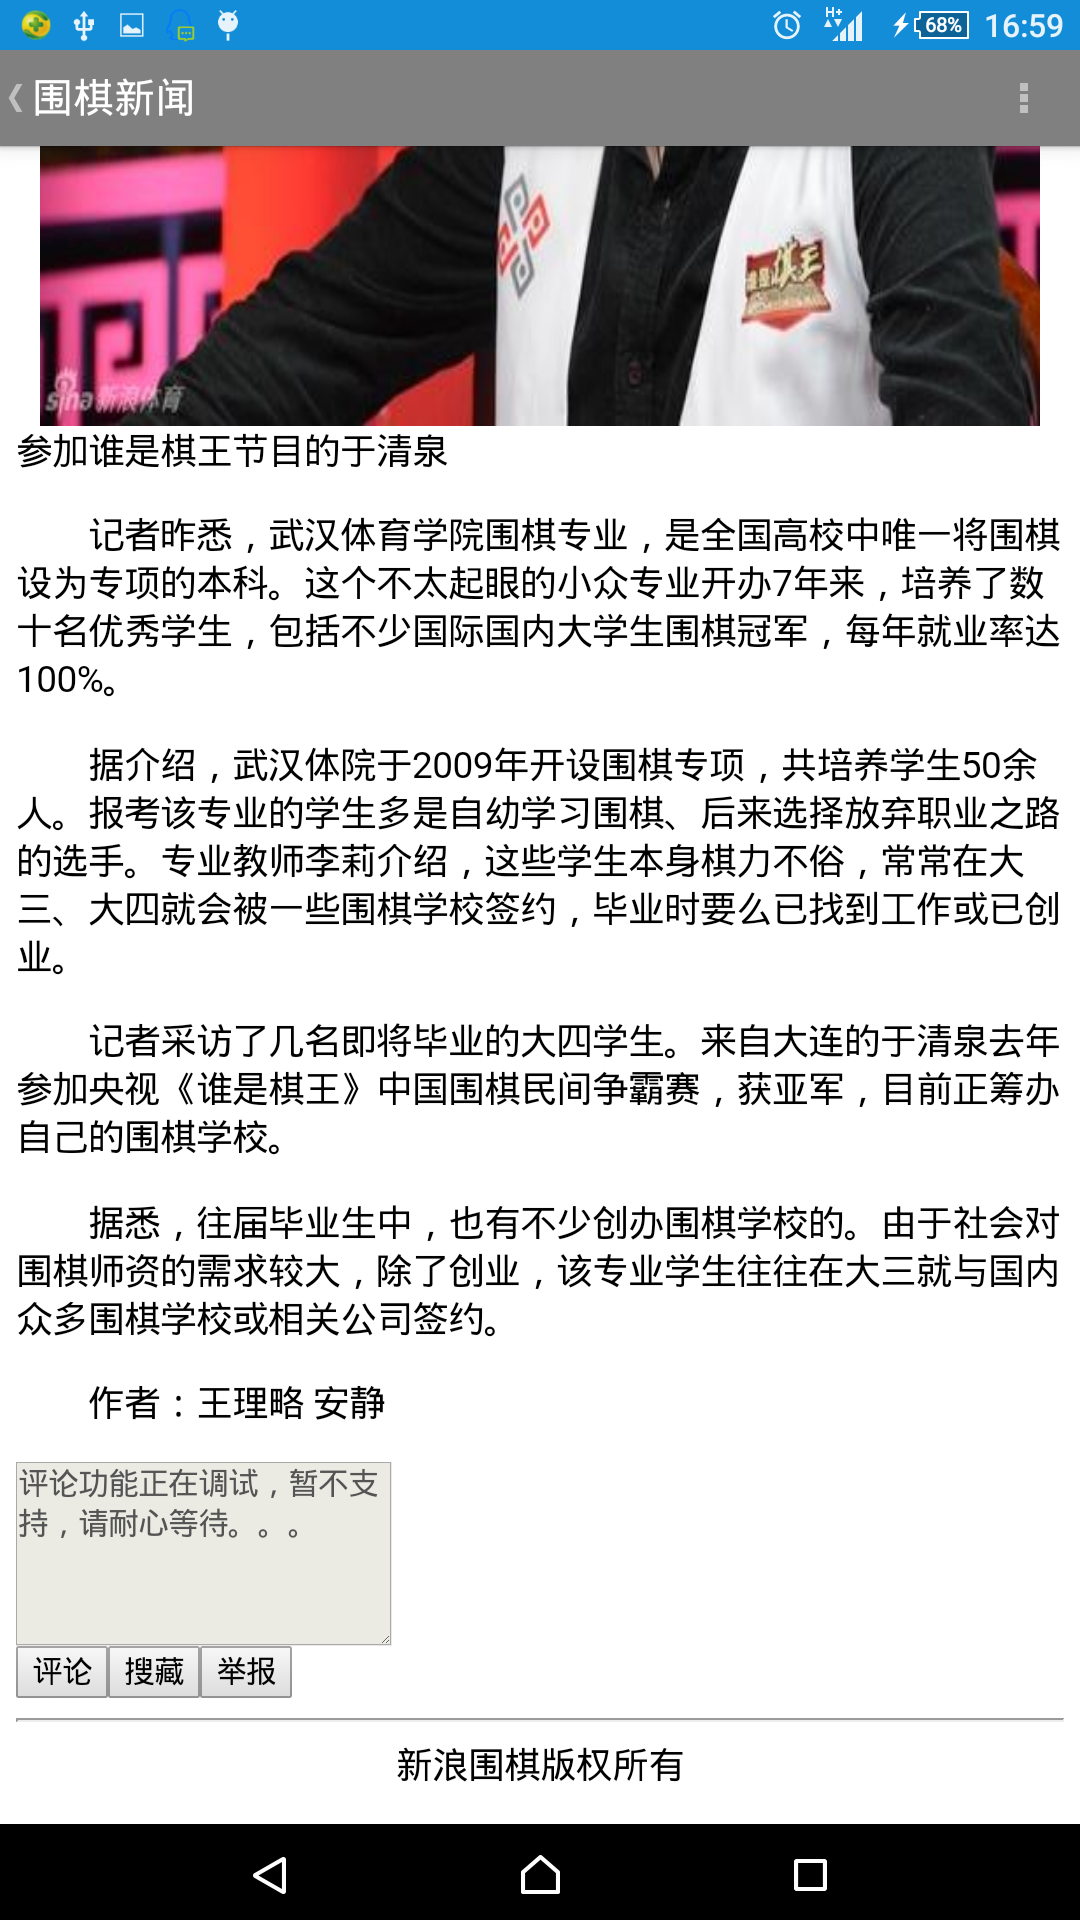 H+
68%
16:59
围棋新闻
棋王
sina新浪体育
参加谁是棋王节目的于清泉
记者昨悉，武汉体育学院围棋专业，是全国高校中唯一将围棋
设为专项的本科。这个不太起眼的小众专业开办7年来，培养了数
十名优秀学生，包括不少国际国内大学生围棋冠军，每年就业率达
100%。
据介绍，武汉体院于2009年开设围棋专项，共培养学生50余
人。报考该专业的学生多是自幼学习围棋、后来选择放弃职业之路
的选手。专业教师李莉介绍，这些学生本身棋力不俗，常常在大
三、大四就会被一些围棋学校签约，毕业时要么已找到工作或已创
业。
记者采访了几名即将毕业的大四学生。来自大连的于清泉去年
参加央视《谁是棋王》中国围棋民间争霸赛，获亚军，目前正筹办
自己的围棋学校。
据悉，往届毕业生中，也有不少创办围棋学校的。由于社会对
围棋师资的需求较大，除了创业，该专业学生往往在大三就与国内
众多围棋学校或相关公司签约。
作者：王理略 安静
评论功能正在调试，暂不支
持，请耐心等待。。。
评论 搜藏 举报
新浪围棋版权所有